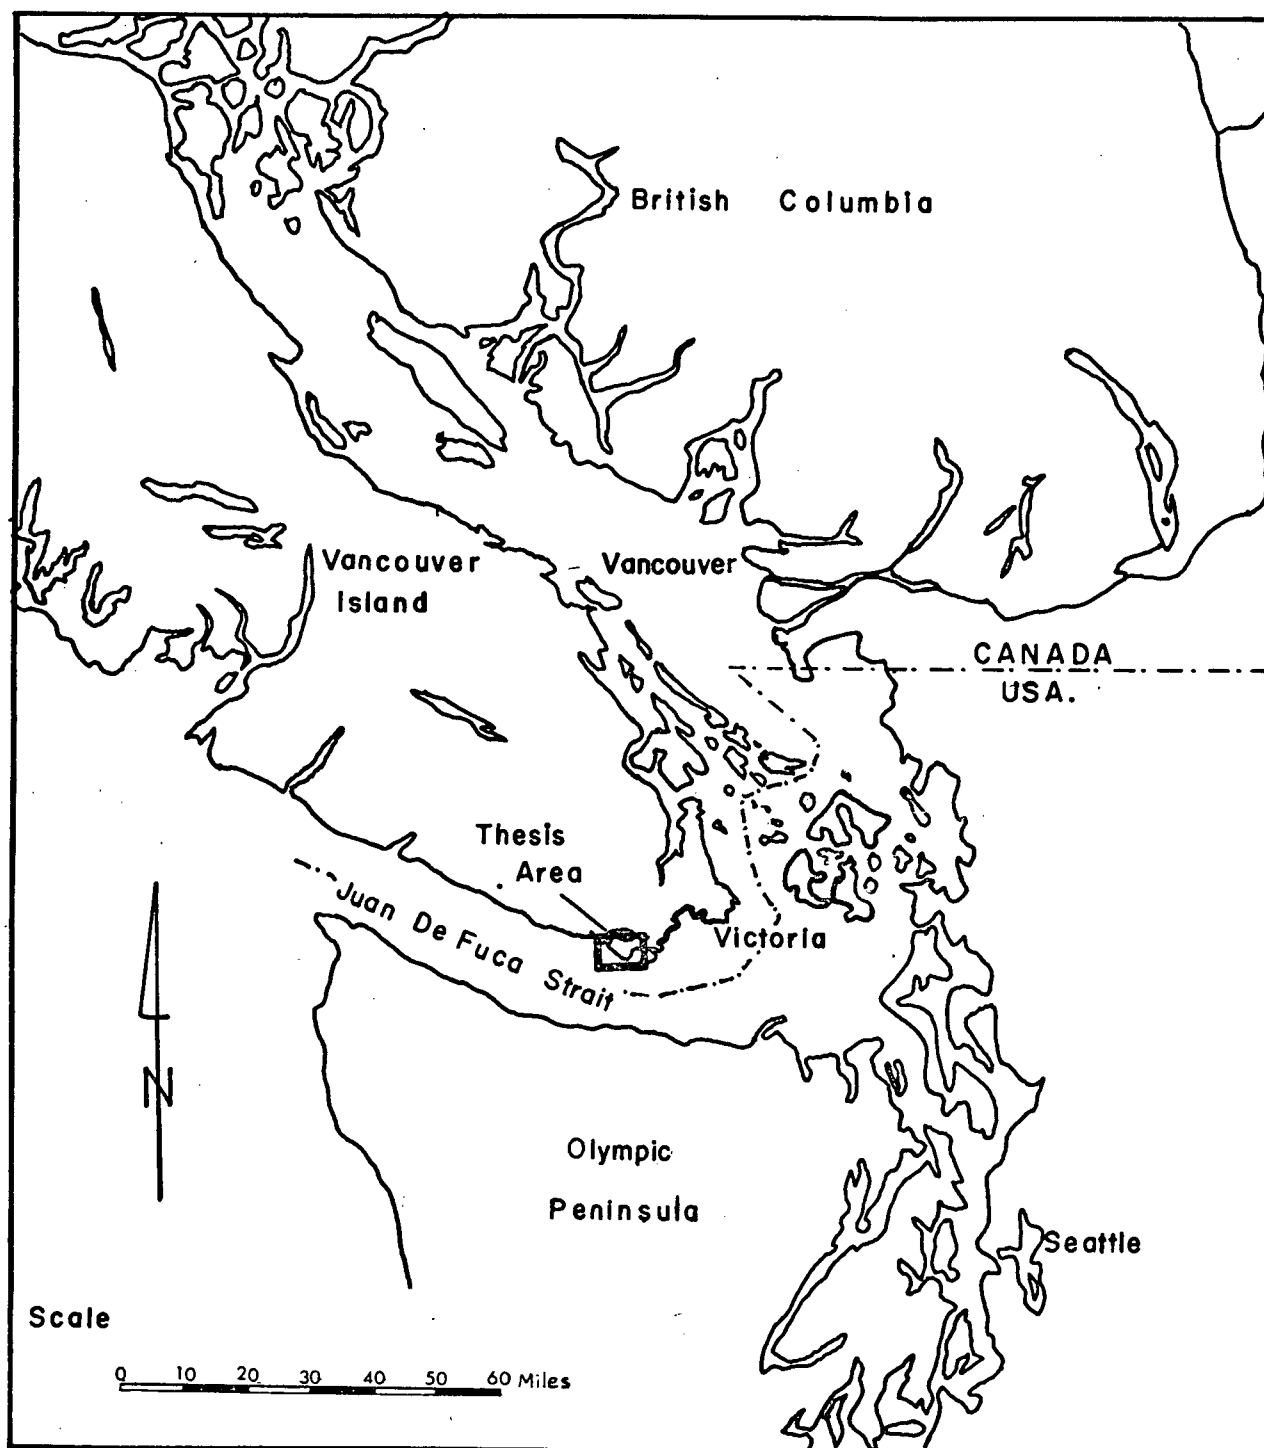 British Columbia
Vancouver
Island
Vancouver
CANADA
USA.
Thesis
Area
Juan De Fuca Strait
Victoria
N
Olympic
Peninsula
Seattle
Scale
0 10 20 30 40 50 60 Miles